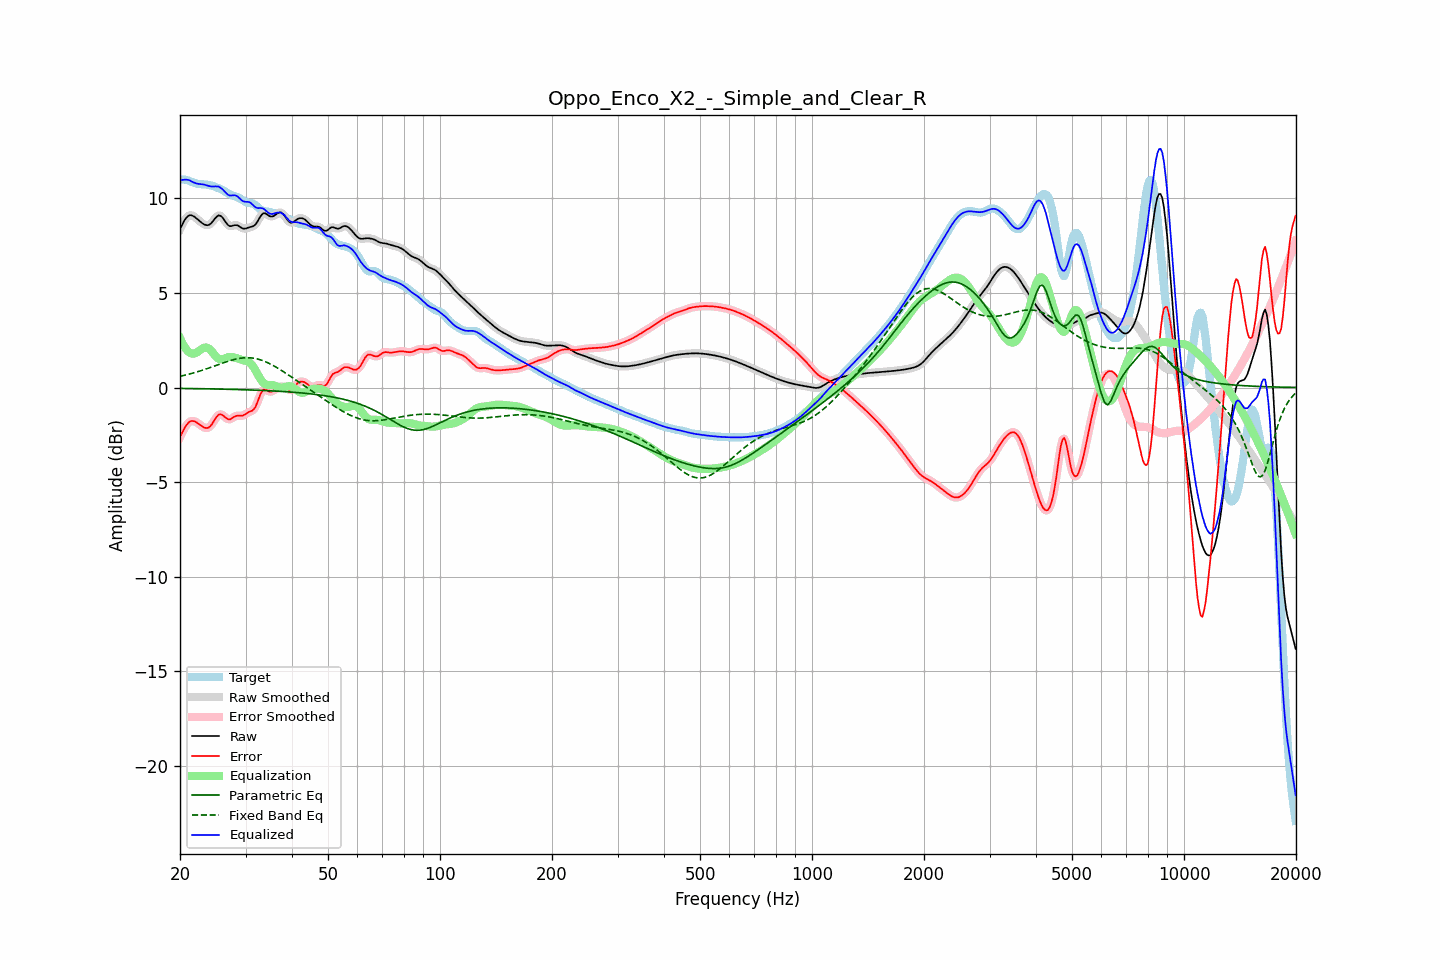 Oppo_Enco_X2_-_Simple_and_Clear_R
Amplitude (dBr)
10
5
0
−5
−10
−15
−20
Target
Raw Smoothed
Error Smoothed
Raw
Error
Equalization
Parametric Eq
Fixed Band Eq
Equalized
20 50 100 200 500 1000 2000 5000 10000 20000
Frequency (Hz)